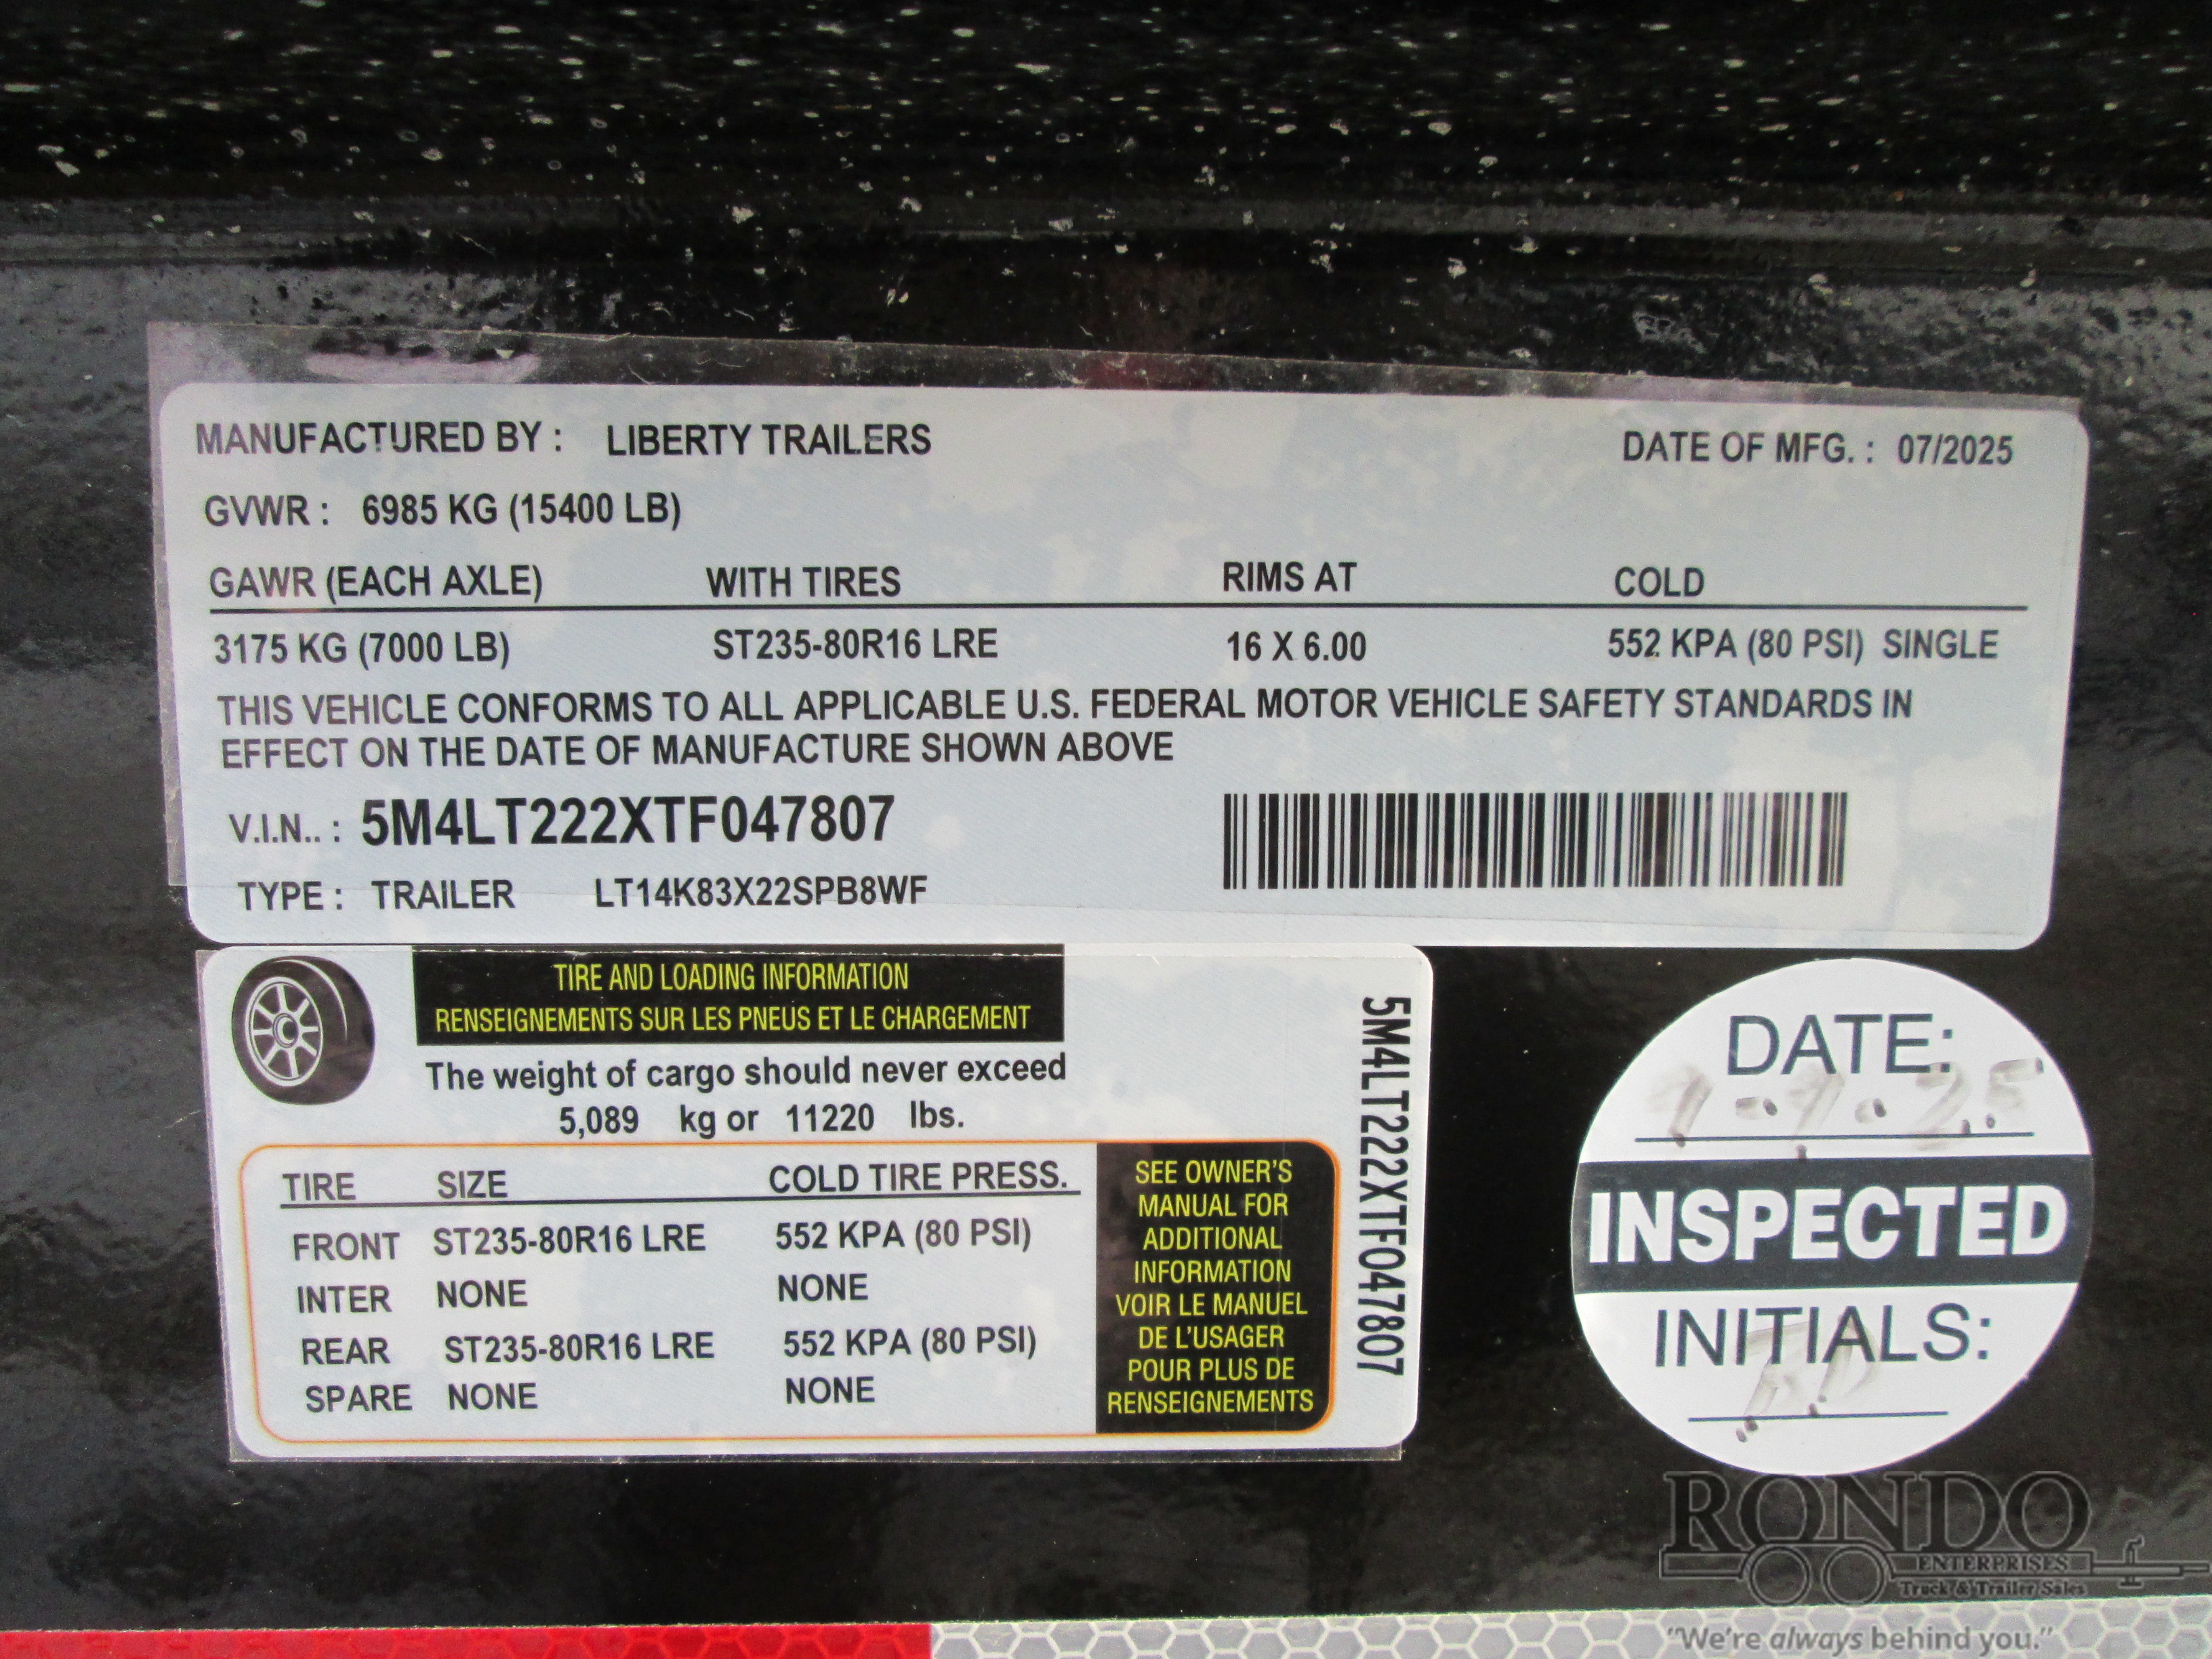 MANUFACTURED BY : LIBERTY TRAILERS DATE OF MFG. : 07/2025
GVWR : 6985 KG (15400 LB)
GAWR (EACH AXLE) WITH TIRES RIMS AT COLD
3175 KG (7000 LB) ST235-80R16 LRE 16 X 6.00 552 KPA (80 PSI) SINGLE
THIS VEHICLE CONFORMS TO ALL APPLICABLE U.S. FEDERAL MOTOR VEHICLE SAFETY STANDARDS IN
EFFECT ON THE DATE OF MANUFACTURE SHOWN ABOVE
V.I.N.. : 5M4LT222XTF047807
TYPE : TRAILER LT14K83X22SPB8WF
TIRE AND LOADING INFORMATION
RENSEIGNEMENTS SUR LES PNEUS ET LE CHARGEMENT
The weight of cargo should never exceed
5,089 kg or 11220 lbs.
TIRE SIZE COLD TIRE PRESS.
FRONT ST235-80R16 LRE 552 KPA (80 PSI)
INTER NONE NONE
REAR ST235-80R16 LRE 552 KPA (80 PSI)
SPARE NONE NONE
SEE OWNER'S
MANUAL FOR
ADDITIONAL
INFORMATION
VOIR LE MANUEL
DE L'USAGER
POUR PLUS DE
RENSEIGNEMENTS
5M4LT222XTF047807
DATE:
INSPECTED
INITIALS:
RONDO
ENTERPRISES
Truck & Trailer Sales
"We're always behind you."